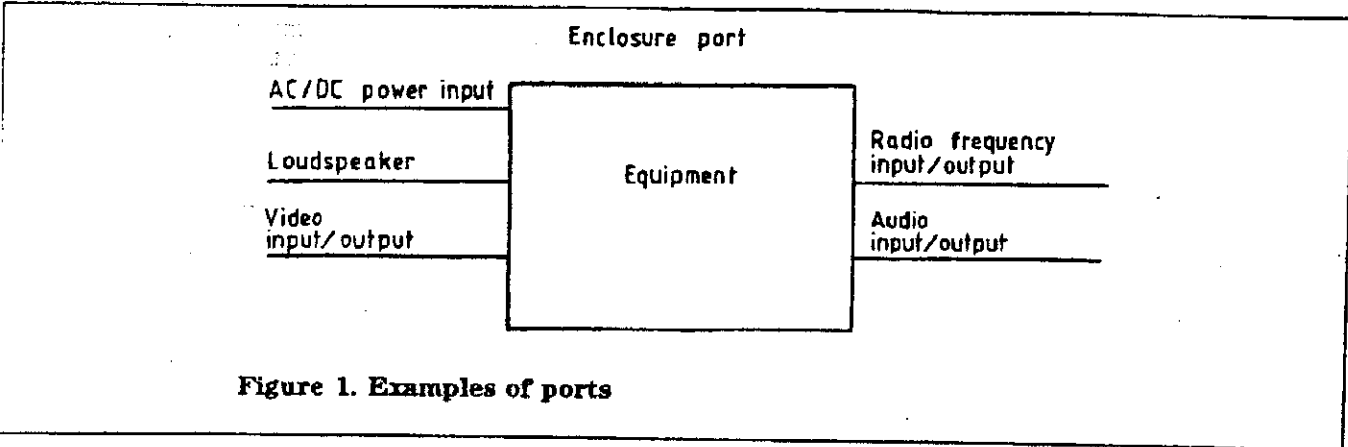 Enclosure port
AC/DC power input
Loudspeaker
Video
input/output
Equipment
Radio frequency
input/output
Audio
input/output
Figure 1. Examples of ports